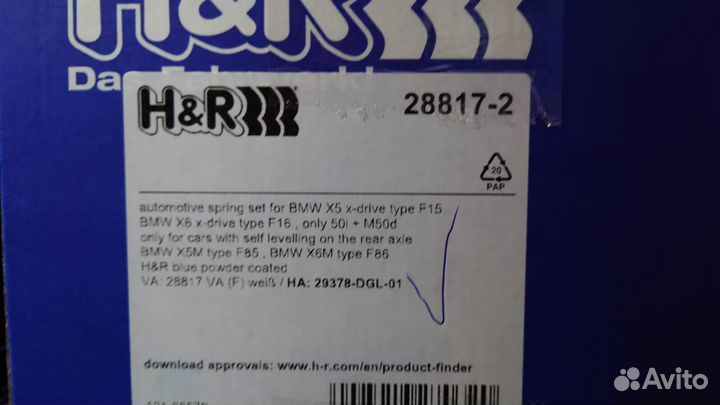 H&R
Das
H&R
28817-2
20
PAP
automotive spring set for BMW X5 x-drive type F15
BMW X6 x-drive type F16 , only 50i + M50d
only for cars with self levelling on the rear axle
BMW X5M type F85 , BMW X6M type F86
H&R blue powder coated
VA: 28817 VA (F) weiß / HA: 29378-DGL-01
download approvals: www.h-r.com/en/product-finder
Avito